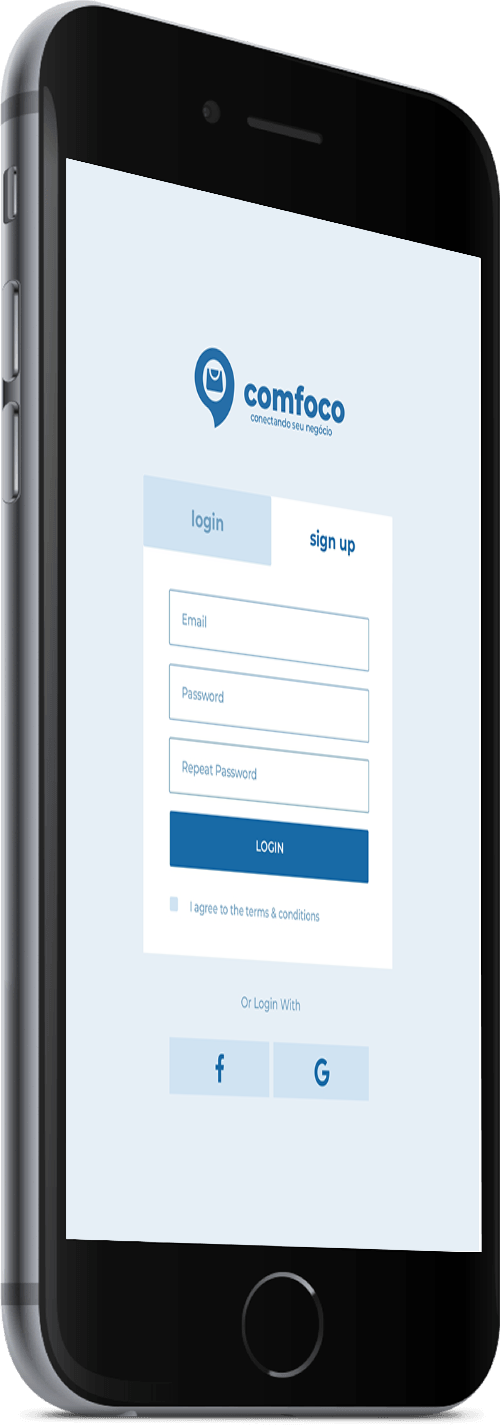 comfoco
conectando seu negócio
login
sign up
Email
Password
Repeat Password
LOGIN
I agree to the terms & conditions
Or Login With
f
G